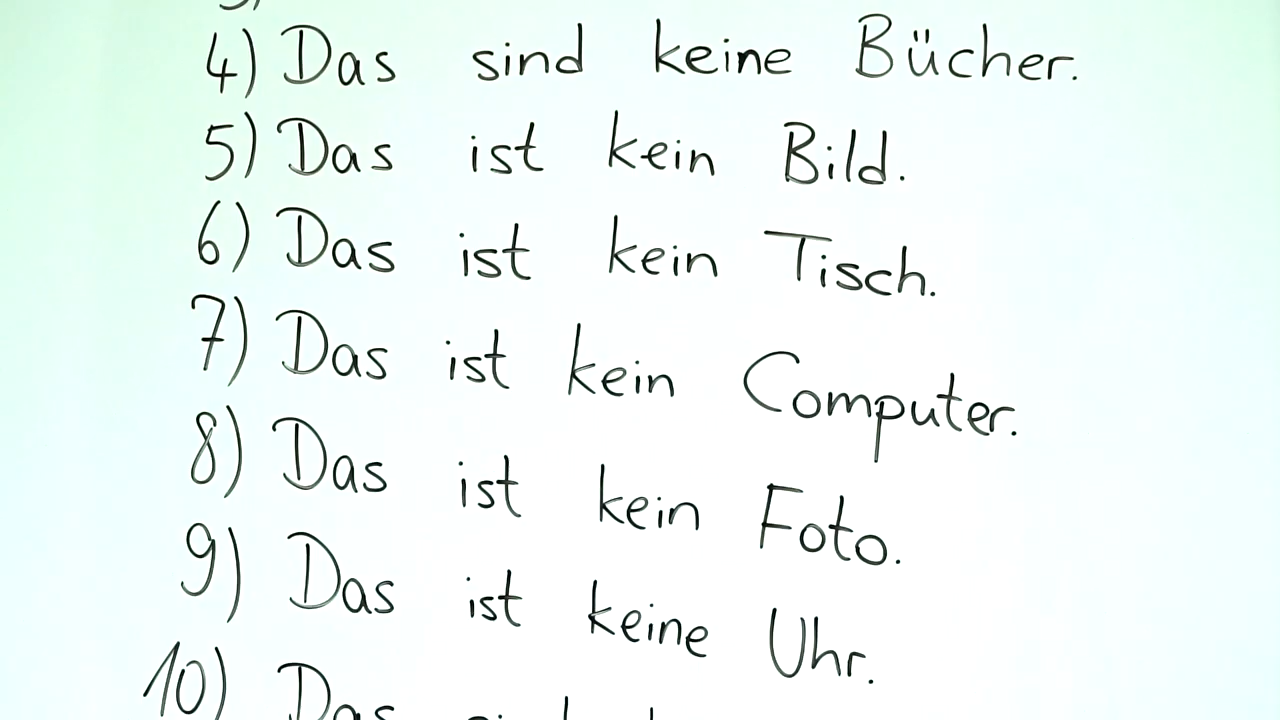 4) Das sind keine Bücher.
5) Das ist kein Bild.
6) Das ist kein Tisch.
7) Das ist kein Computer.
8) Das ist kein Foto.
9) Das ist keine Uhr.
10) Das